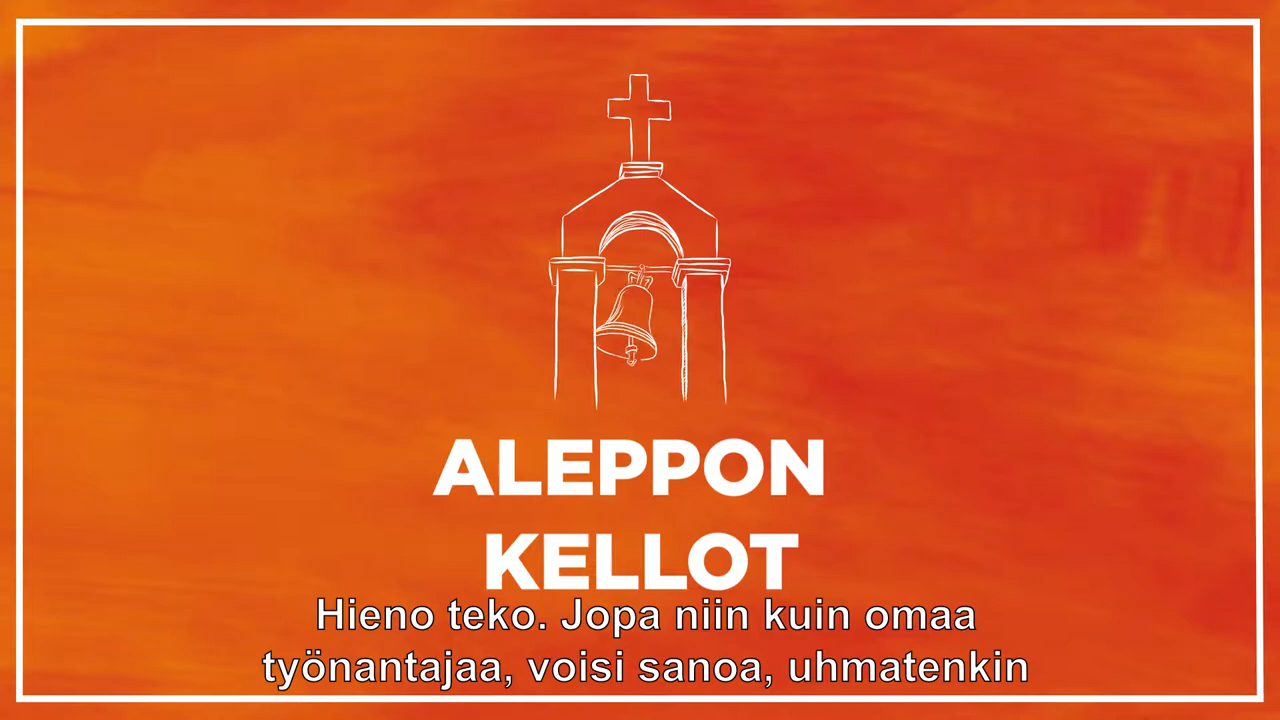 ALEPPON
KELLOT
Hieno teko. Jopa niin kuin omaa
työnantajaa, voisi sanoa, uhmatenkin